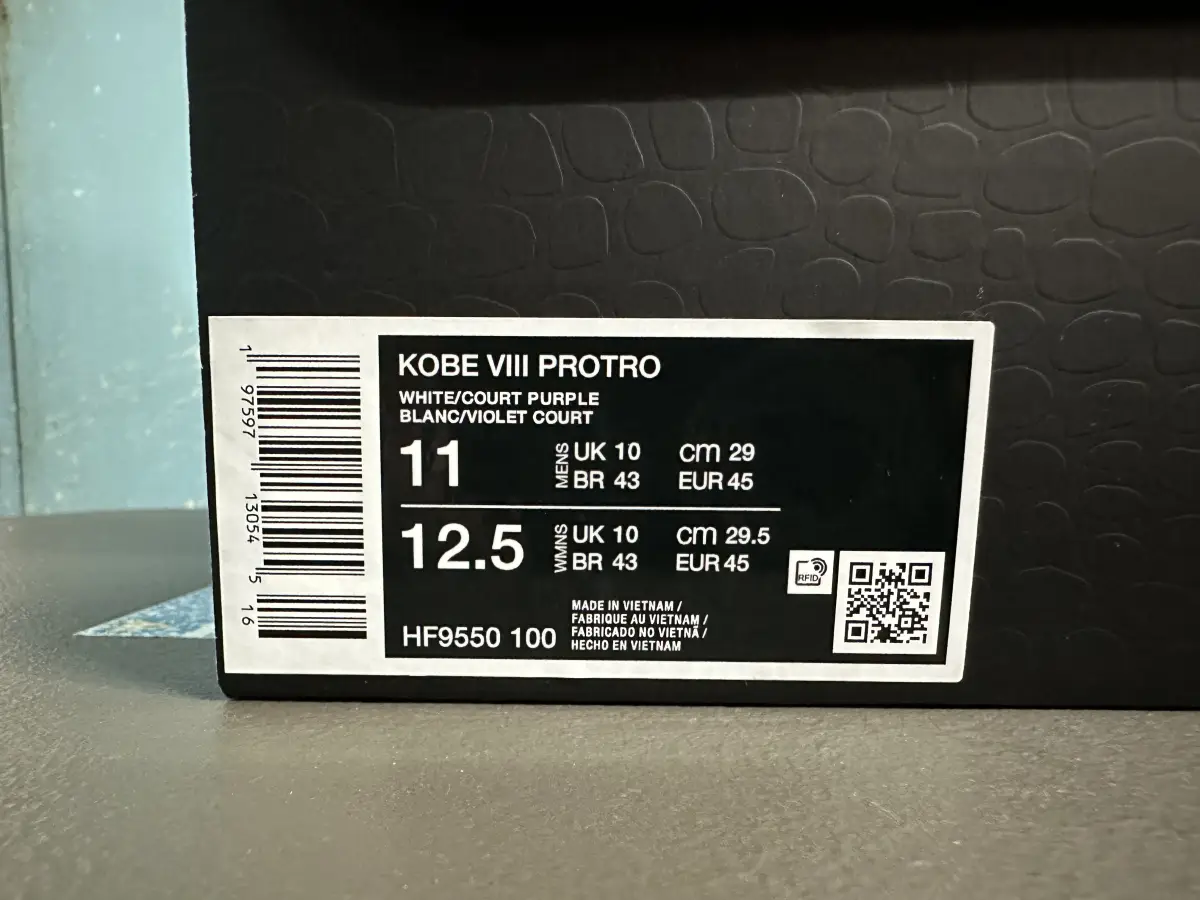 1 97597 13054 5 16
KOBE VIII PROTRO
WHITE/COURT PURPLE
BLANC/VIOLET COURT
11 MENS UK 10 cm 29
BR 43 EUR 45
12.5 WMNS UK 10 cm 29.5
BR 43 EUR 45
HF9550 100
MADE IN VIETNAM /
FABRIQUE AU VIETNAM /
FABRICADO NO VIETNÃ /
HECHO EN VIETNAM
RFID